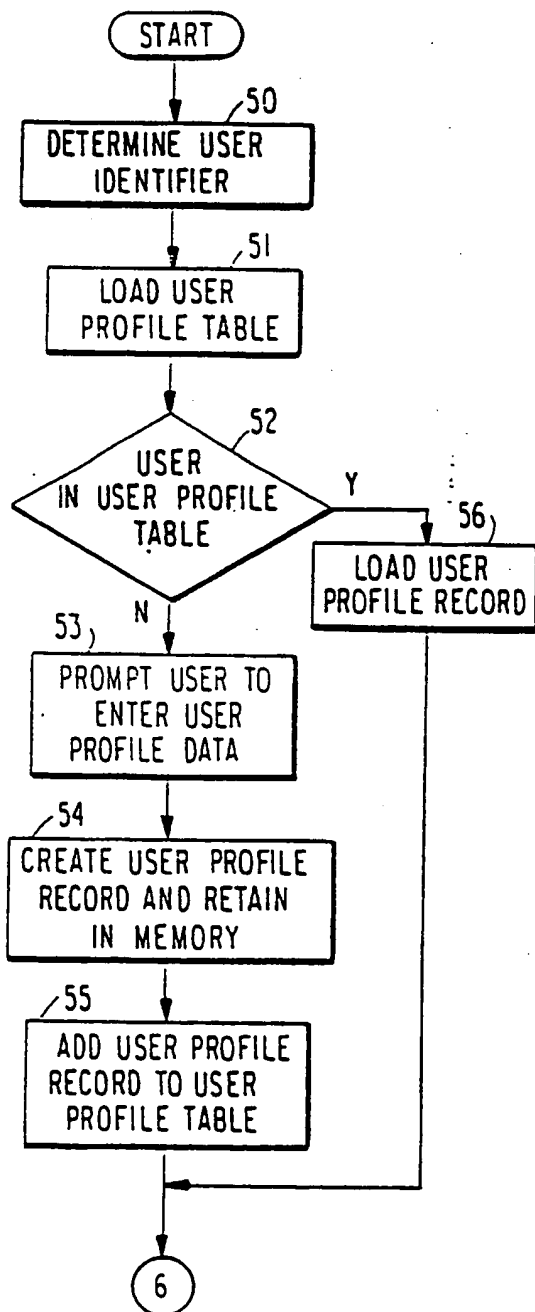 START
50
DETERMINE USER
IDENTIFIER
51
LOAD USER
PROFILE TABLE
52
USER
IN USER PROFILE
TABLE
Y
56
LOAD USER
PROFILE RECORD
N
53
PROMPT USER TO
ENTER USER
PROFILE DATA
54
CREATE USER PROFILE
RECORD AND RETAIN
IN MEMORY
55
ADD USER PROFILE
RECORD TO USER
PROFILE TABLE
6